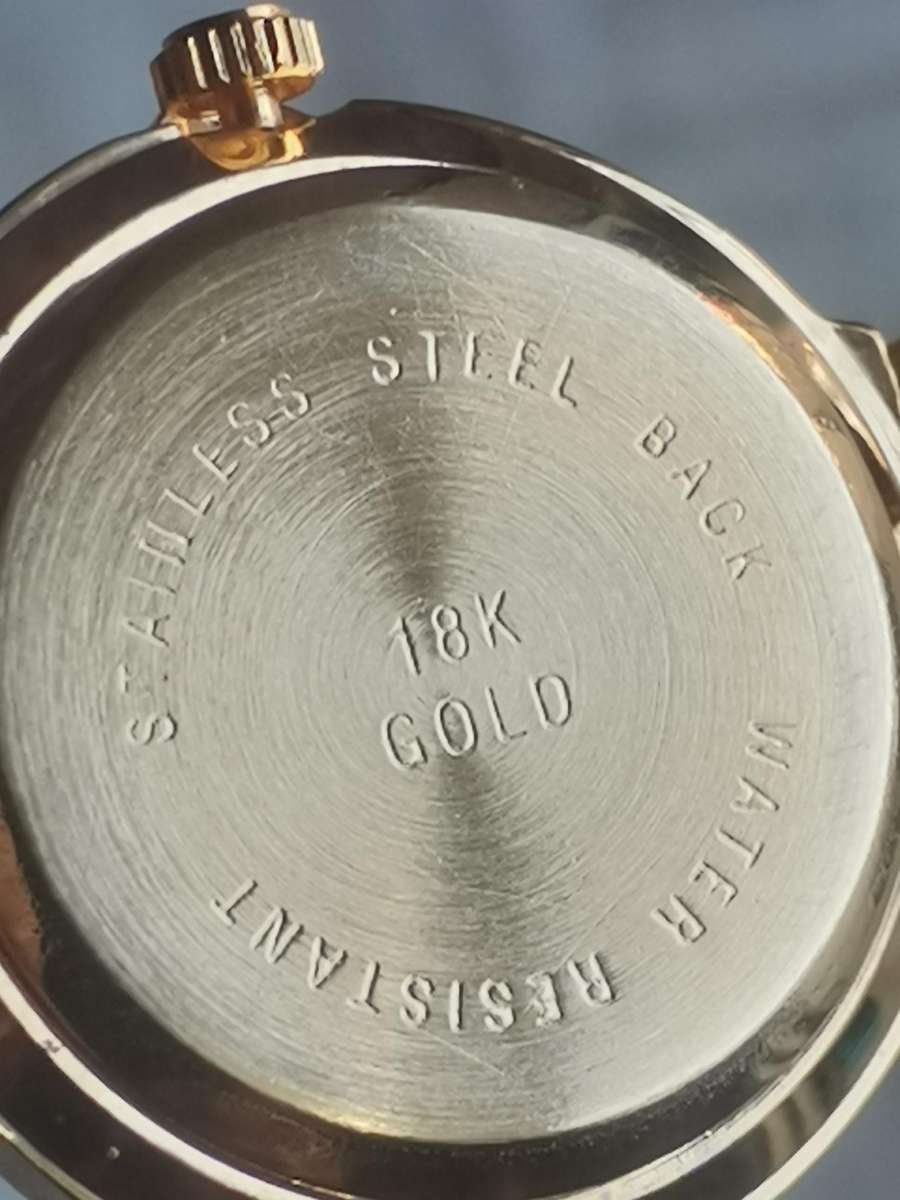 STAINLESS STEEL BACK
WATER RESISTANT
18K
GOLD